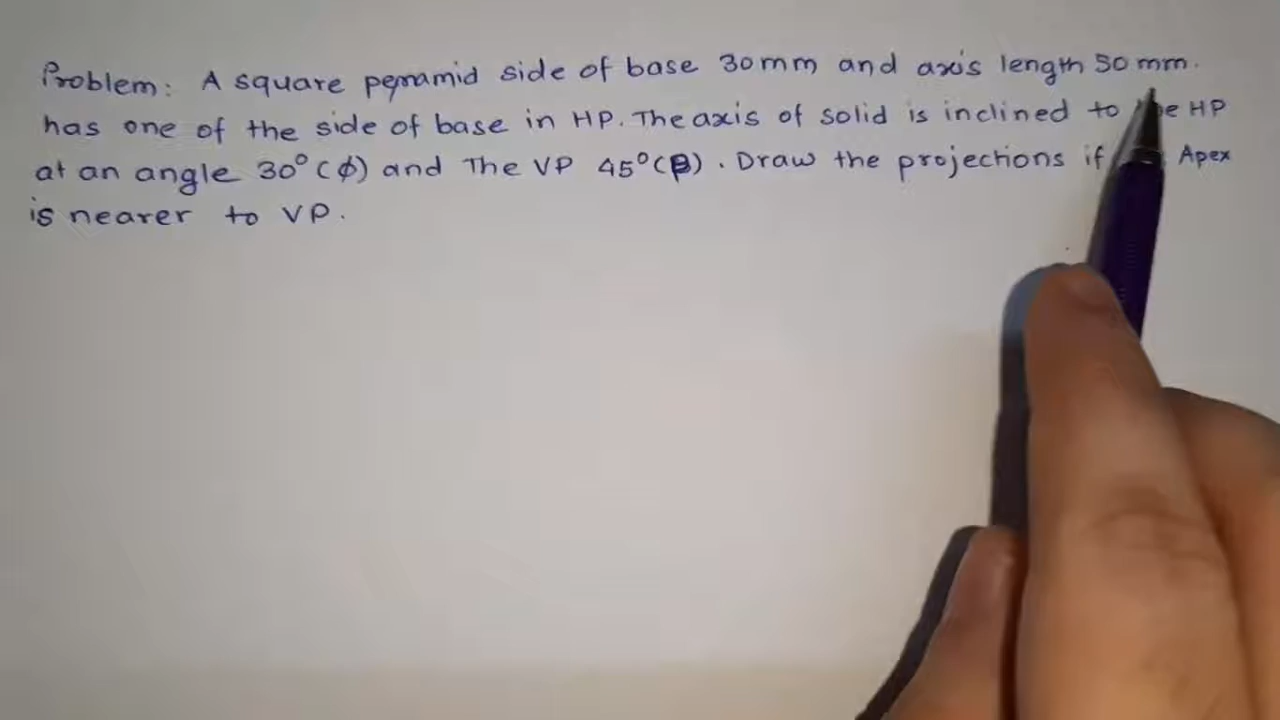 Problem: A square pyramid side of base 30mm and axis length 50mm.
has one of the side of base in HP. The axis of solid is inclined to HP
at an angle 30° (ϕ) and The VP 45° (β). Draw the projections if Apex
is nearer to VP.